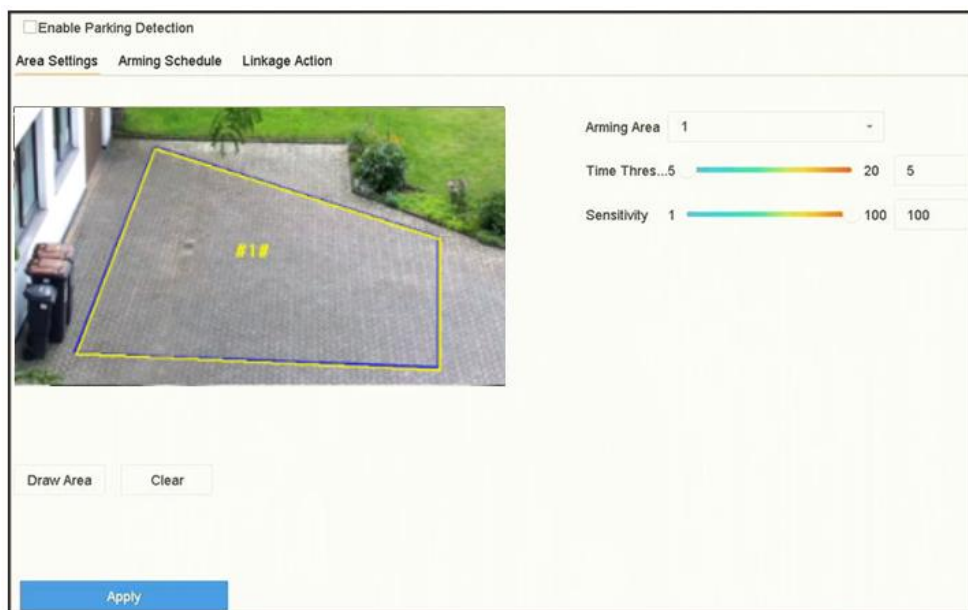 Enable Parking Detection
Area Settings Arming Schedule Linkage Action
Arming Area 1
Time Thres...5 20 5
Sensitivity 1 100 100
#1#
Draw Area Clear
Apply